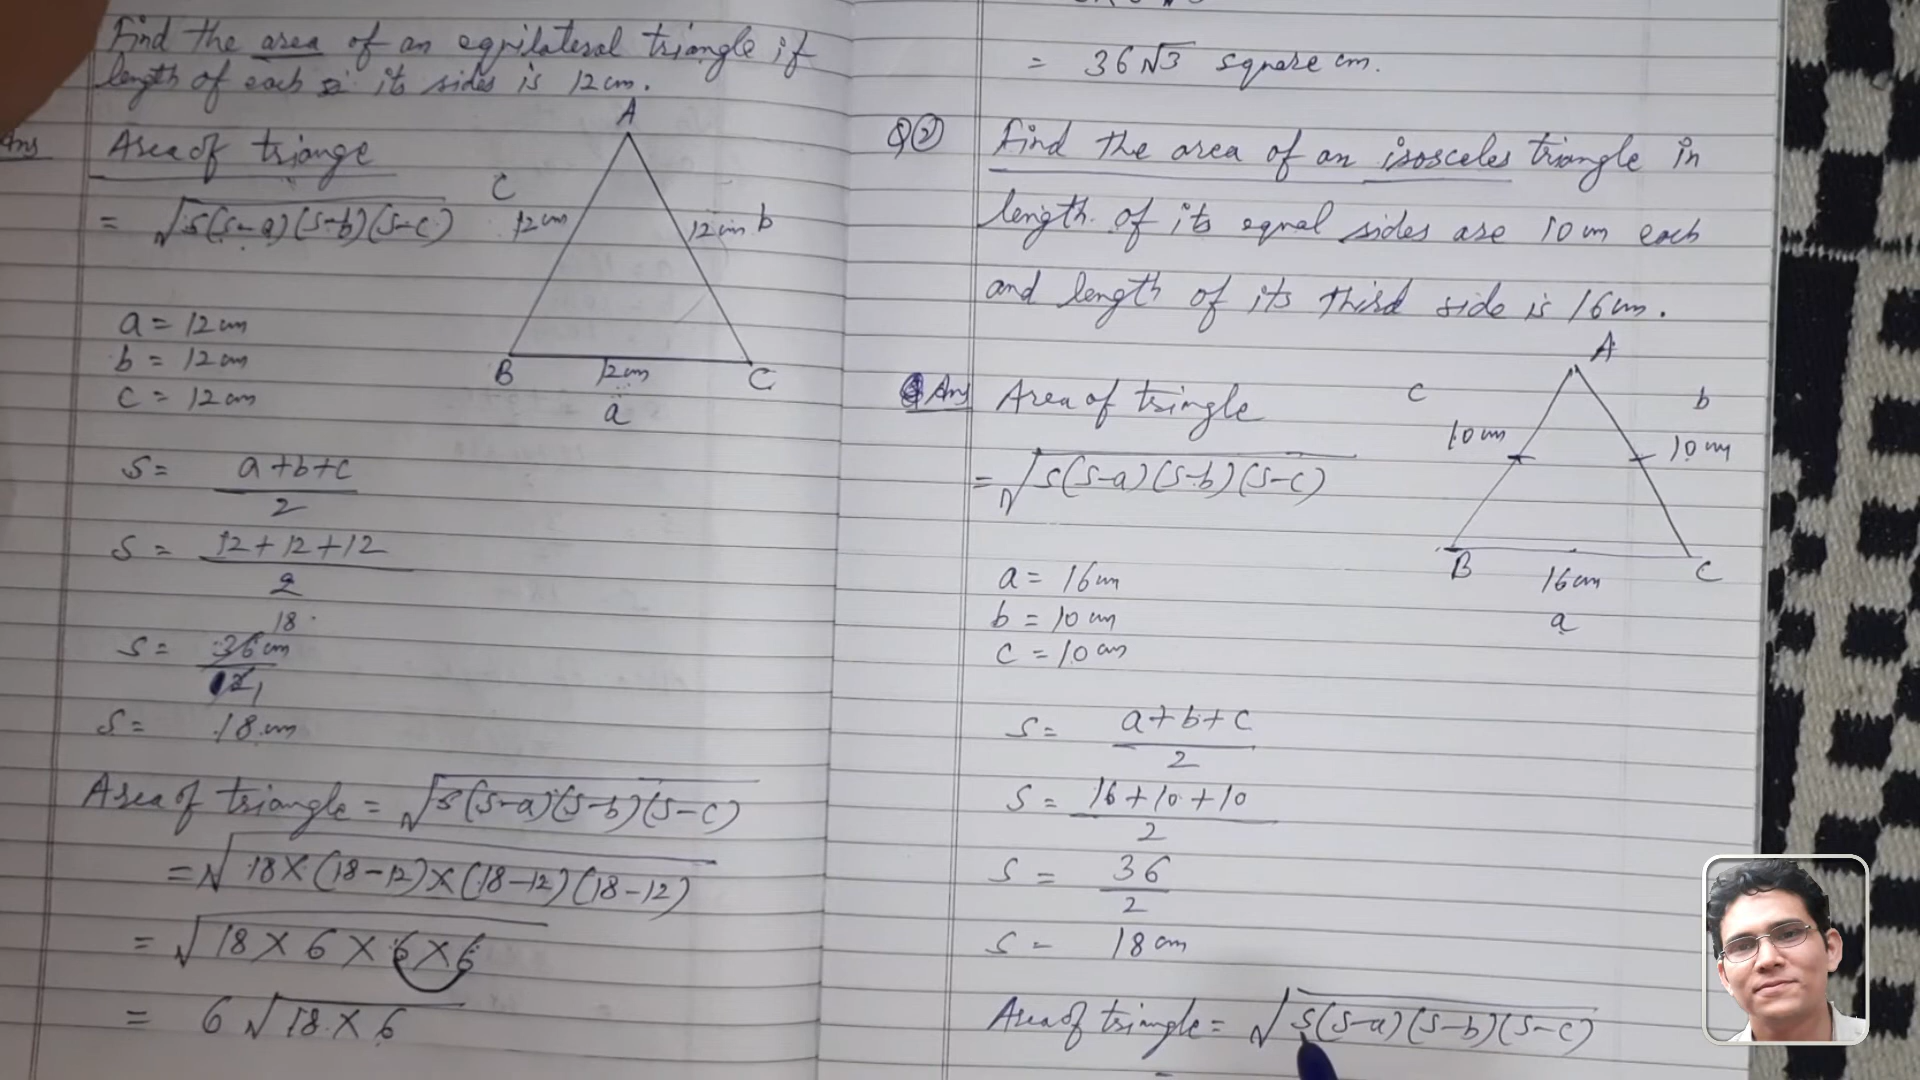 Find the area of an equilateral triangle if
length of each its sides is 12 cm.
Ans Area of triange
= √s(s-a)(s-b)(s-c)
A
C
12 cm
12 cm b
B 12 cm C
a
a = 12 cm
b = 12 cm
c = 12 cm
s = a+b+c
2
s = 12+12+12
2
18
s = 36 cm
2 1
s = 18 cm
Area of triangle = √s(s-a)(s-b)(s-c)
= √18×(18-12)×(18-12)(18-12)
= √18×6×6×6
= 6√18×6
= 36√3 square cm.
Q② Find the area of an isosceles triangle in
length of its equal sides are 10 cm each
and length of its third side is 16 cm.
A
c b
10 cm 10 cm
B 16 cm C
a
Ans Area of tringle
= √s(s-a)(s-b)(s-c)
a = 16 cm
b = 10 cm
c = 10 cm
s = a+b+c
2
s = 16+10+10
2
s = 36
2
s = 18 cm
Area of triangle = √s(s-a)(s-b)(s-c)